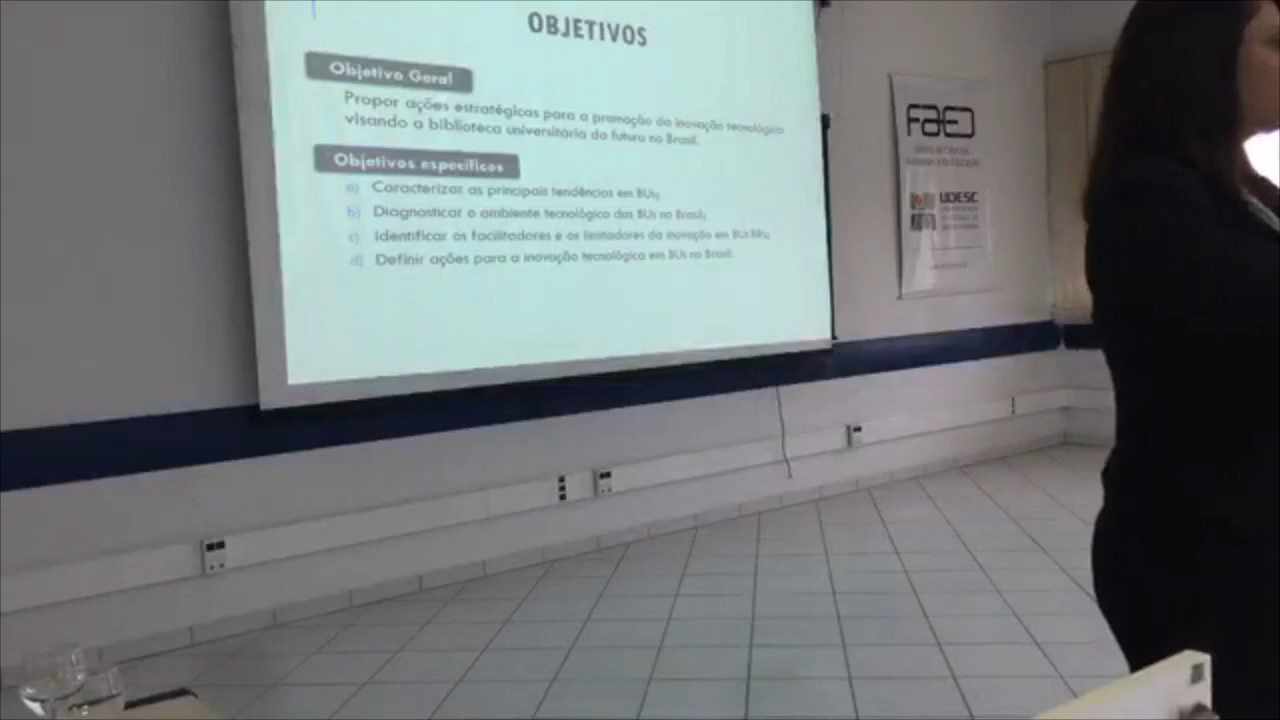 OBJETIVOS
Objetivo Geral
Propor ações estratégicas para a promoção da inovação tecnológica
visando a biblioteca universitária do futuro no Brasil.
Objetivos específicos
a) Caracterizar as principais tendências em BUs;
b) Diagnosticar o ambiente tecnológico das BUs no Brasil;
c) Identificar os facilitadores e os limitadores da inovação em BUs
d) Definir ações para a inovação tecnológica em BUs no Brasil.
FAED
UDESC